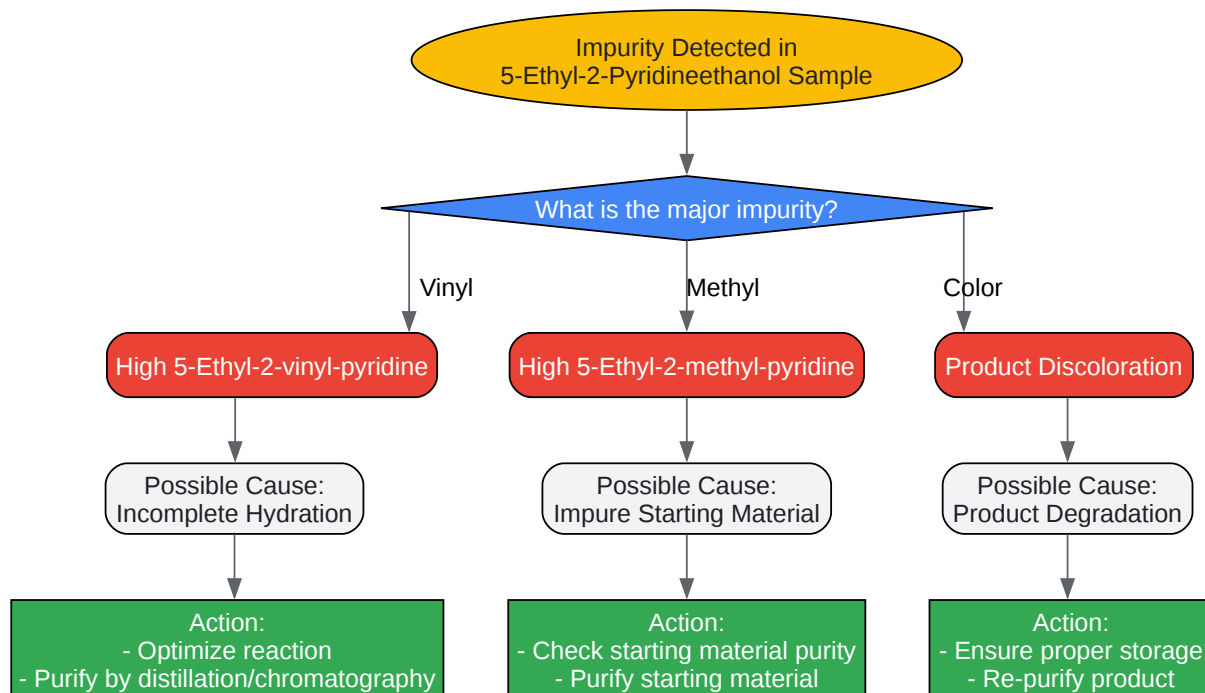 Impurity Detected in
5-Ethyl-2-Pyridineethanol Sample
What is the major impurity?
Vinyl
Methyl
Color
High 5-Ethyl-2-vinyl-pyridine
High 5-Ethyl-2-methyl-pyridine
Product Discoloration
Possible Cause:
Incomplete Hydration
Possible Cause:
Impure Starting Material
Possible Cause:
Product Degradation
Action:
- Optimize reaction
- Purify by distillation/chromatography
Action:
- Check starting material purity
- Purify starting material
Action:
- Ensure proper storage
- Re-purify product